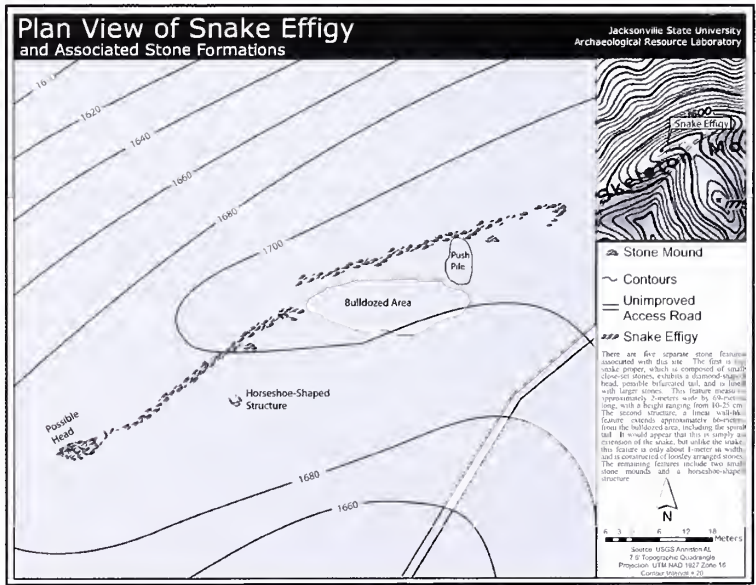 Plan View of Snake Effigy
and Associated Stone Formations
Jacksonville State University
Archaeological Resource Laboratory
1620
1640
1660
1680
1700
Push
Pile
Bulldozed Area
Horseshoe-Shaped
Structure
Possible
Head
1680
1660
1600
Snake Effigy
Stone Mound
Contours
Unimproved
Access Road
Snake Effigy
There are five separate stone features
associated with this site. The first is
snake proper, which is composed of small
close-set stones, exhibits a diamond-shaped
head, possible bifurcated tail, and is
with larger stones. This feature
approximately 2-meters wide by 69-meters
long, with a height ranging from 10-25 cm
The second structure, a linear wall-like
feature extends approximately 66-meters
from the bulldozed area, including the spiral
tail. It would appear that this is simply an
extension of the snake, but unlike the snake
this feature is only about 1-meter in width
and is constructed of loosley arranged stones.
The remaining features include two small
stone mounds and a horseshoe-shaped
structure
N
6 3 6 12 18
Meters
Source: USGS Anniston AL
7.5' Topographic Quadrangle
Projection: UTM NAD 1927 Zone 16
Contour Interval = 20